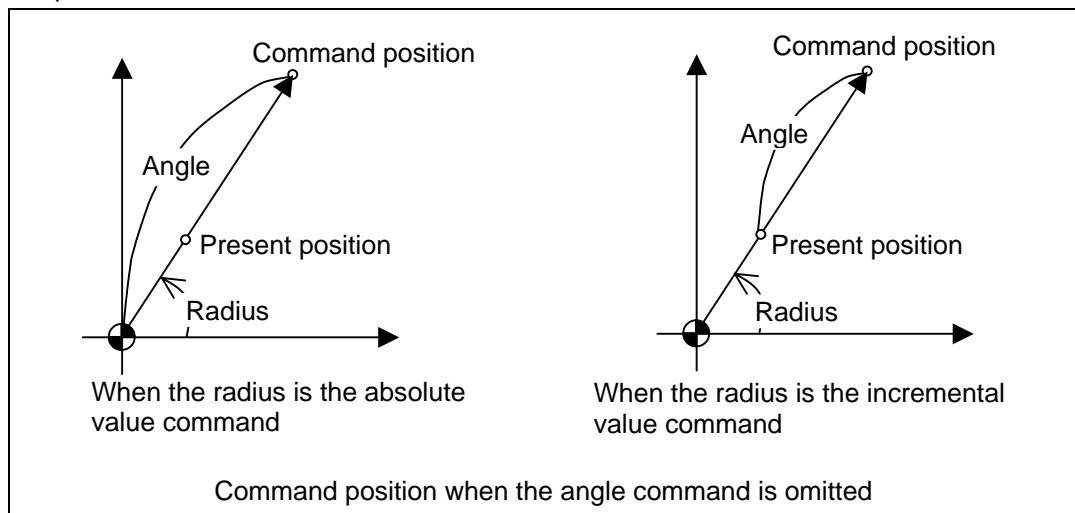 Command position
Angle
Present position
Radius
When the radius is the absolute
value command
Command position
Angle
Present position
Radius
When the radius is the incremental
value command
Command position when the angle command is omitted